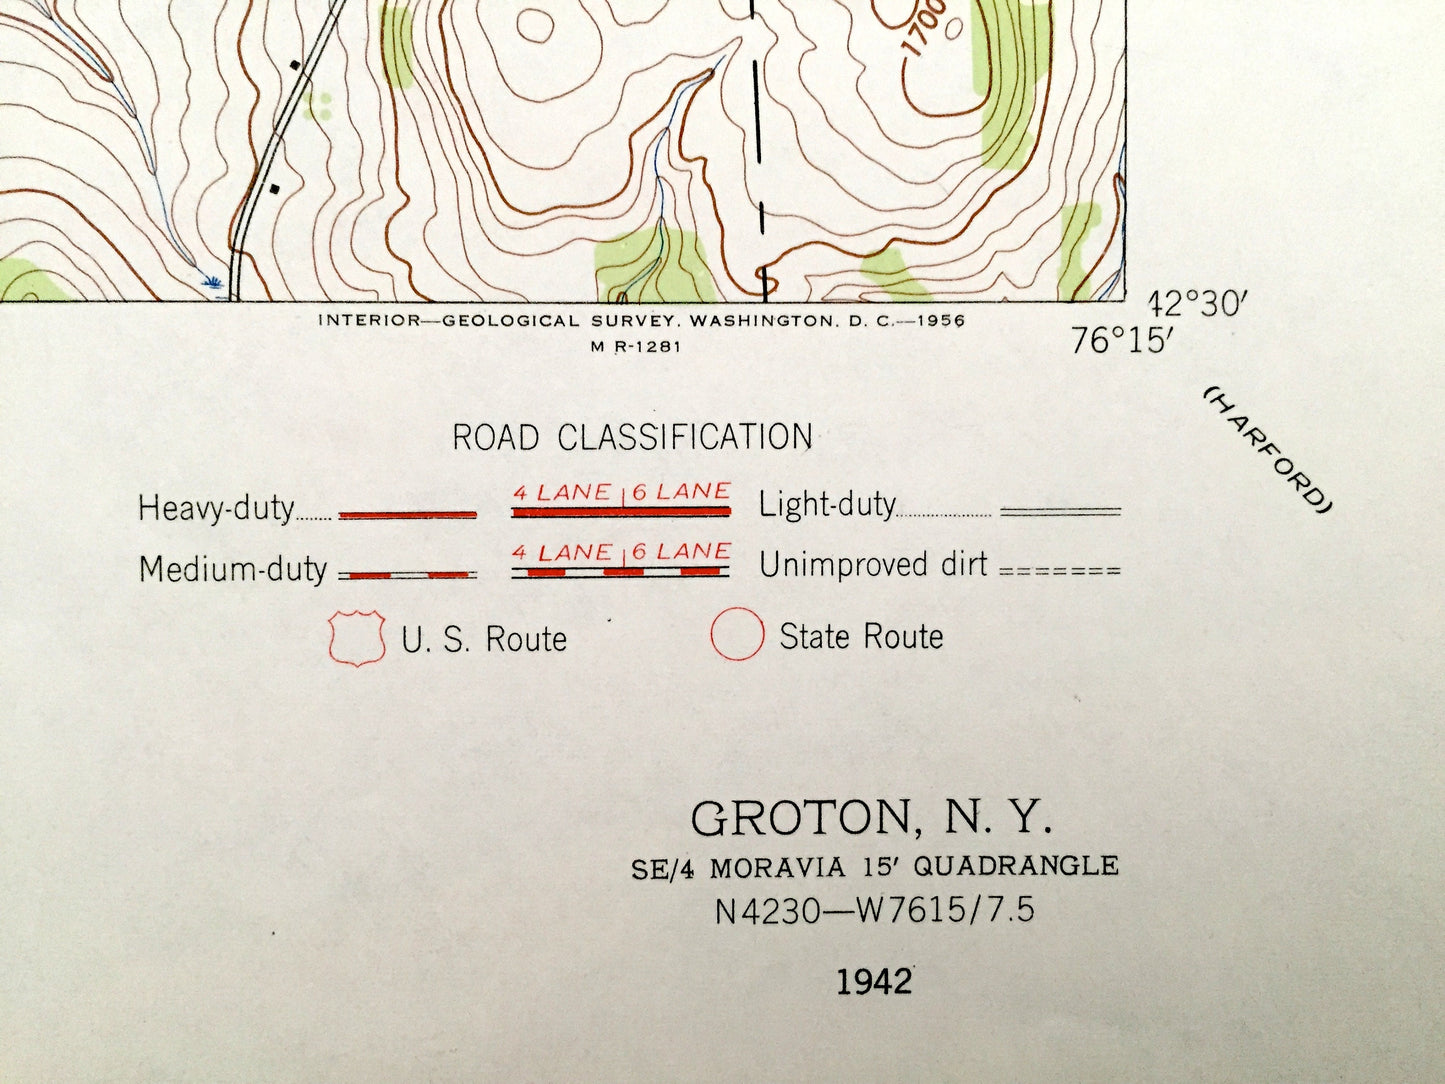 1700
42°30′
INTERIOR—GEOLOGICAL SURVEY, WASHINGTON, D. C.—1956
76°15′
M R-1281
(HARFORD)
ROAD CLASSIFICATION
Heavy-duty
4 LANE | 6 LANE
Light-duty
Medium-duty
4 LANE | 6 LANE
Unimproved dirt
U. S. Route
State Route
GROTON, N. Y.
SE/4 MORAVIA 15′ QUADRANGLE
N4230—W7615/7.5
1942